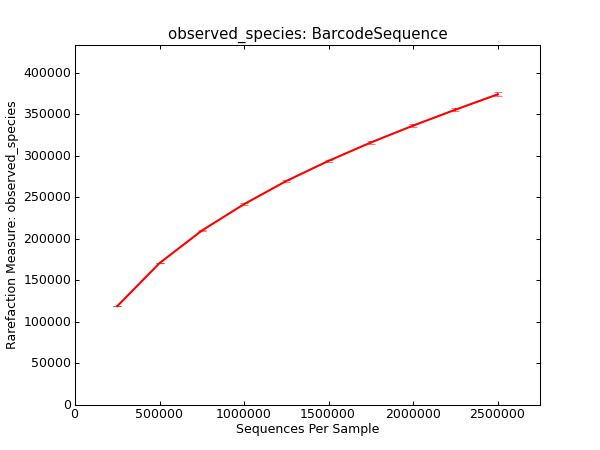 observed_species: BarcodeSequence
Rarefaction Measure: observed_species
400000
350000
300000
250000
200000
150000
100000
50000
0
0 500000 1000000 1500000 2000000 2500000
Sequences Per Sample